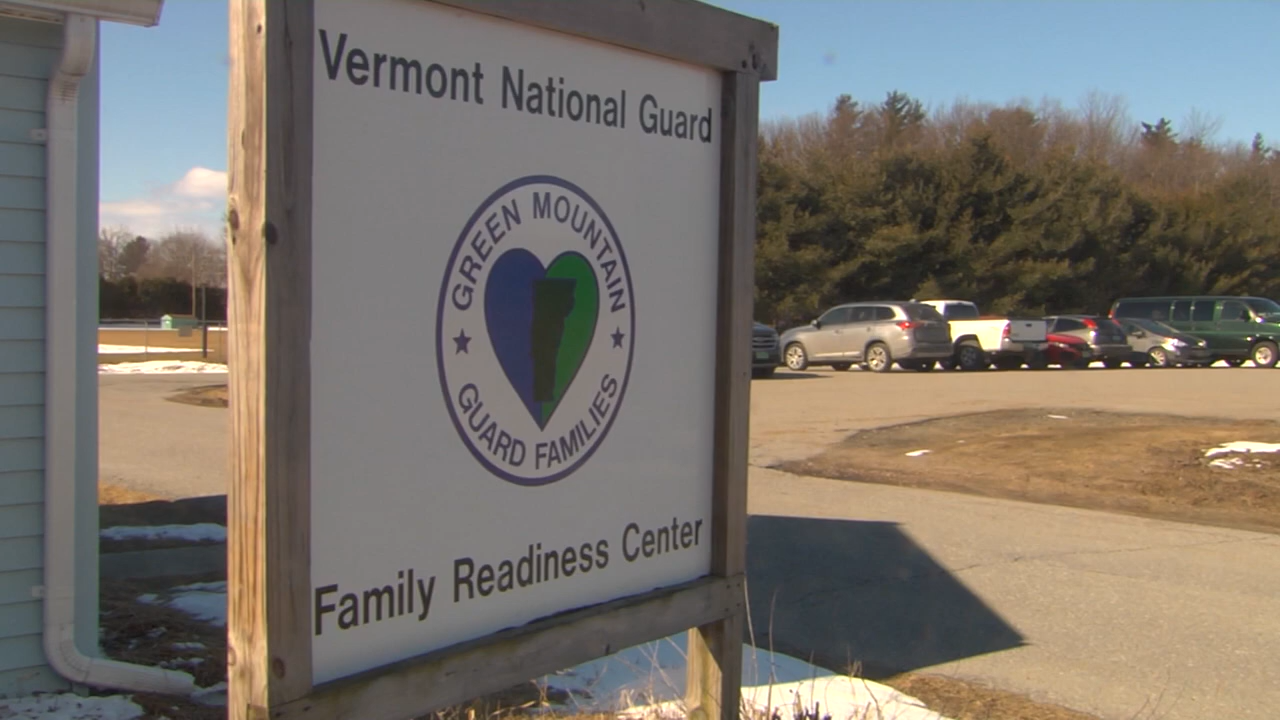 Vermont National Guard
GREEN MOUNTAIN
GUARD FAMILIES
Family Readiness Center